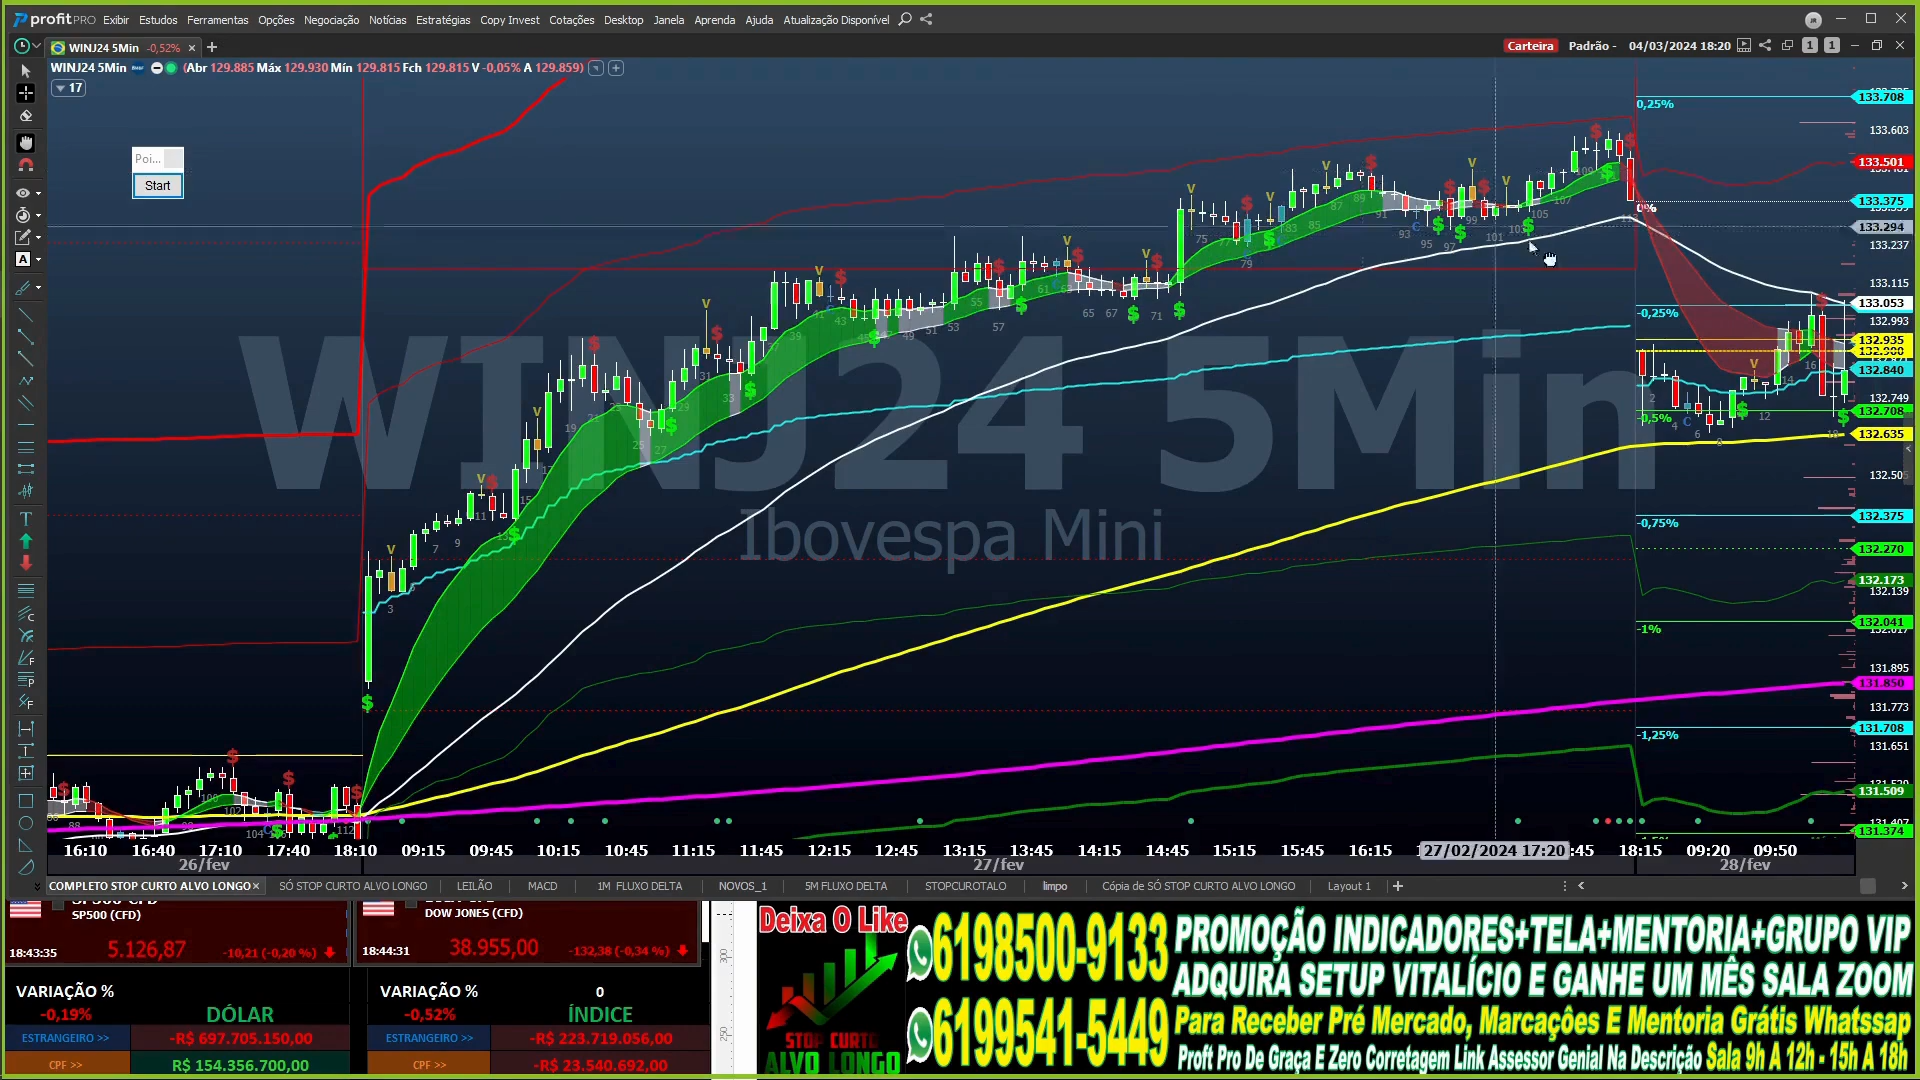 profitPRO Exibir Estudos Ferramentas Opções Negociação Notícias Estratégias Copy Invest Cotações Desktop Janela Aprenda Ajuda Atualização Disponível
WINJ24 5Min -0,52%
Carteira Padrão - 04/03/2024 18:20 1 1
WINJ24 5Min (Abr 129.885 Máx 129.930 Mín 129.815 Fch 129.815 V -0,05% A 129.859)
17
Poi...
Start
WINJ24 5Min
Ibovespa Mini
0,25%
0%
-0,25%
-0,5%
-0,75%
-1%
-1,25%
133.708
133.603
133.501
133.375
133.294
133.237
133.115
133.053
132.993
132.935
132.900
132.840
132.749
132.708
132.635
132.505
132.375
132.270
132.173
132.139
132.041
131.895
131.850
131.773
131.708
131.651
131.509
131.374
16:10 16:40 17:10 17:40 18:10 09:15 09:45 10:15 10:45 11:15 11:45 12:15 12:45 13:15 13:45 14:15 14:45 15:15 15:45 16:15 27/02/2024 17:20 :45 18:15 09:20 09:50
26/fev 27/fev 28/fev
COMPLETO STOP CURTO ALVO LONGO SÓ STOP CURTO ALVO LONGO LEILÃO MACD 1M FLUXO DELTA NOVOS_1 5M FLUXO DELTA STOPCUROTALO limpo Cópia de SÓ STOP CURTO ALVO LONGO Layout 1
SP500 (CFD)
18:43:35 5.126,87 -10,21 (-0,20 %)
DOW JONES (CFD)
18:44:31 38.955,00 -132,38 (-0,34 %)
VARIAÇÃO %
-0,19% DÓLAR
ESTRANGEIRO >> -R$ 697.705.150,00
CPF >> R$ 154.356.700,00
VARIAÇÃO % 0
-0,52% ÍNDICE
ESTRANGEIRO >> -R$ 223.719.056,00
CPF >> -R$ 23.540.692,00
300
250
Deixa O Like
STOP CURTO
ALVO LONGO
6198500-9133
6199541-5449
PROMOÇÃO INDICADORES+TELA+MENTORIA+GRUPO VIP
ADQUIRA SETUP VITALÍCIO E GANHE UM MÊS SALA ZOOM
Para Receber Pré Mercado, Marcações E Mentoria Grátis Whatssap
Proft Pro De Graça E Zero Corretagem Link Assessor Genial Na Descrição Sala 9h A 12h - 15h A 18h